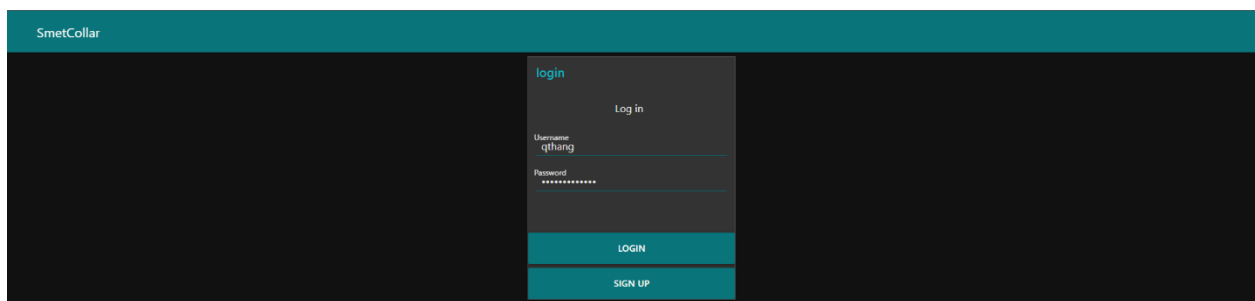 SmetCollar
login
Log in
Username
qthang
Password
•••••••••••••
LOGIN
SIGN UP